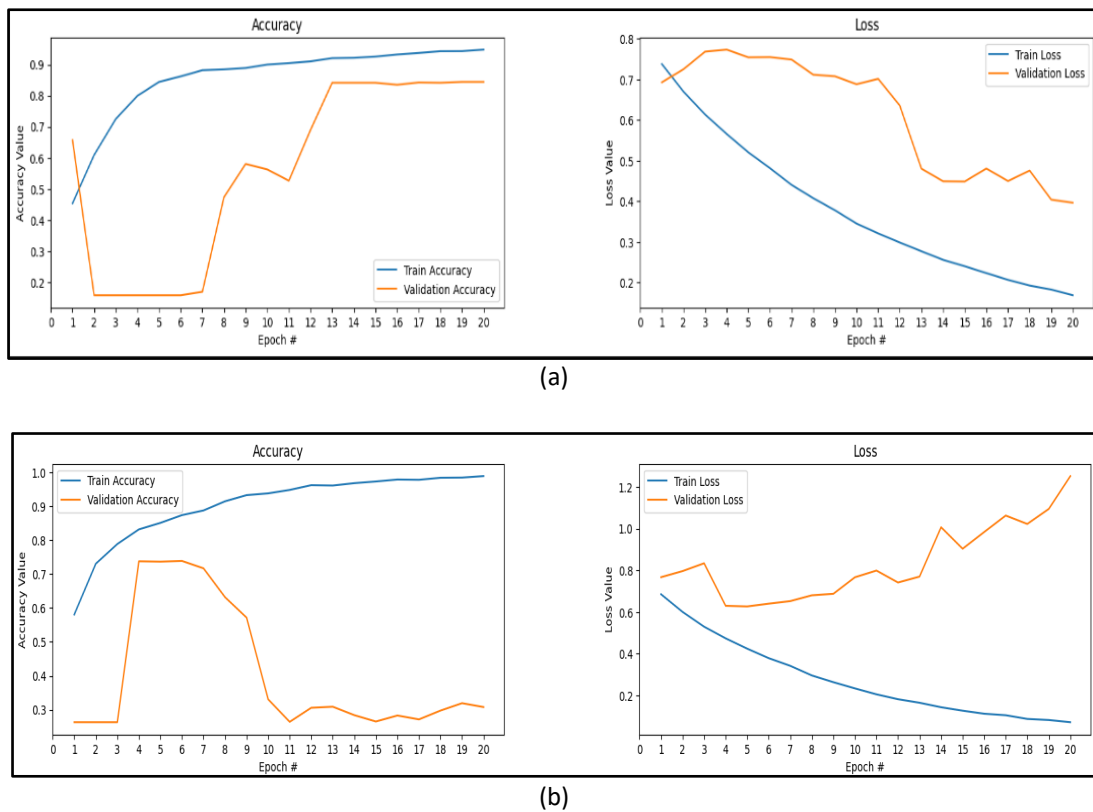 Accuracy
Accuracy Value
0.9
0.8
0.7
0.6
0.5
0.4
0.3
0.2
Train Accuracy
Validation Accuracy
0 1 2 3 4 5 6 7 8 9 10 11 12 13 14 15 16 17 18 19 20
Epoch #
Loss
Loss Value
0.8
0.7
0.6
0.5
0.4
0.3
0.2
Train Loss
Validation Loss
0 1 2 3 4 5 6 7 8 9 10 11 12 13 14 15 16 17 18 19 20
Epoch #
(a)
Accuracy
Accuracy Value
1.0
0.9
0.8
0.7
0.6
0.5
0.4
0.3
Train Accuracy
Validation Accuracy
0 1 2 3 4 5 6 7 8 9 10 11 12 13 14 15 16 17 18 19 20
Epoch #
Loss
Loss Value
1.2
1.0
0.8
0.6
0.4
0.2
Train Loss
Validation Loss
0 1 2 3 4 5 6 7 8 9 10 11 12 13 14 15 16 17 18 19 20
Epoch #
(b)